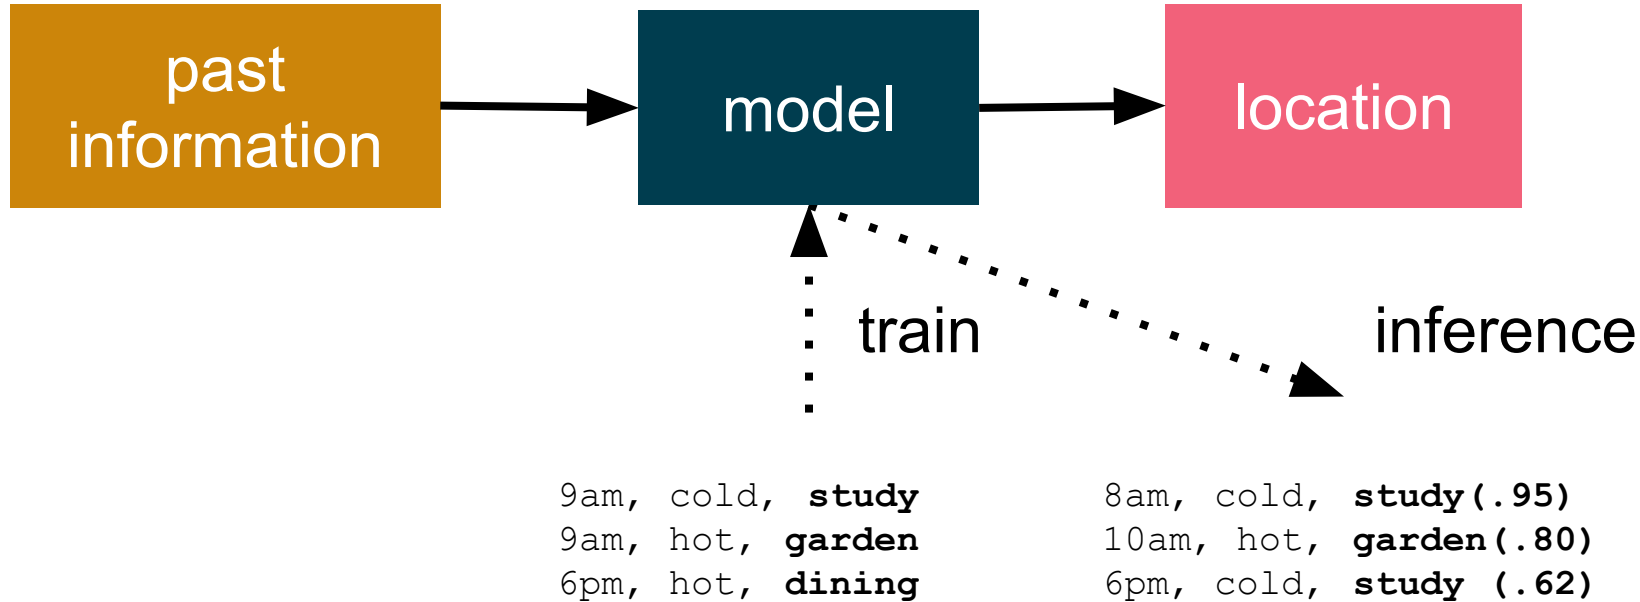 past
information
model
location
train
inference
9am, cold, study
9am, hot, garden
6pm, hot, dining
8am, cold, study(.95)
10am, hot, garden(.80)
6pm, cold, study (.62)